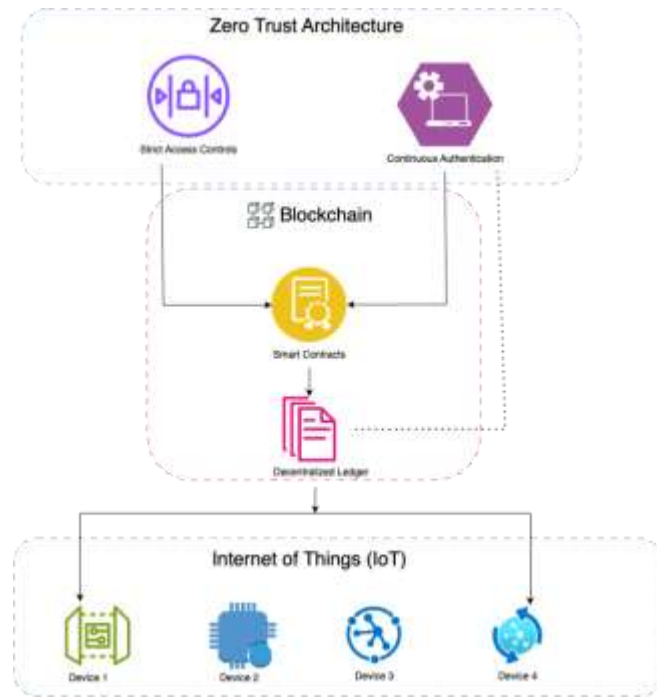 Zero Trust Architecture
Strict Access Controls
Continuous Authentication
Blockchain
Smart Contracts
Decentralized Ledger
Internet of Things (IoT)
Device 1
Device 2
Device 3
Device 4